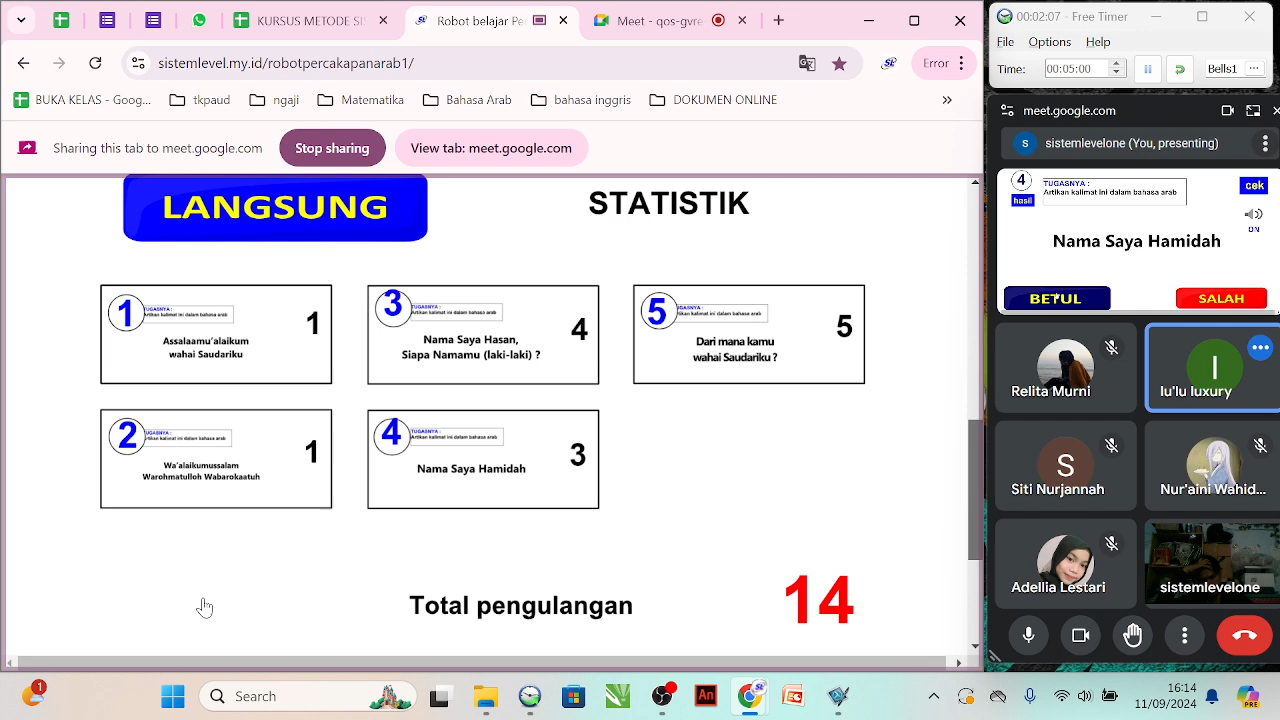 KURSUS METODE S
Robot belajar re
Meet - qos-gvre
sistemlevel.my.id/robotpercakapanarab1/
Error
BUKA KELAS - Goog...
tkpaud
DOKUMEN ONLINE
Sharing this tab to meet.google.com
Stop sharing
View tab: meet.google.com
LANGSUNG
STATISTIK
1
TUGASNYA :
Artikan kalimat ini dalam bahasa arab
Assalaamu'alaikum
wahai Saudariku
1
3
TUGASNYA :
Artikan kalimat ini dalam bahasa arab
Nama Saya Hasan,
Siapa Namamu (laki-laki) ?
4
5
TUGASNYA :
Artikan kalimat ini dalam bahasa arab
Dari mana kamu
wahai Saudariku ?
5
2
TUGASNYA :
Artikan kalimat ini dalam bahasa arab
Wa'alaikumussalam
Warohmatulloh Wabarokaatuh
1
4
TUGASNYA :
Artikan kalimat ini dalam bahasa arab
Nama Saya Hamidah
3
Total pengulangan
14
00:02:07 - Free Timer
File Options Help
Time: 00:05:00
Bells1
meet.google.com
S
sistemlevelone (You, presenting)
4
hasil
TUGASNYA :
Artikan kalimat ini dalam bahasa arab
cek
ON
Nama Saya Hamidah
BETUL
SALAH
Relita Murni
l
lu'lu luxury
S
Siti Nurjannah
Nur'aini Wahid...
Adellia Lestari
sistemlevelone
1
Search
An
16:14
11/09/2024
PRE